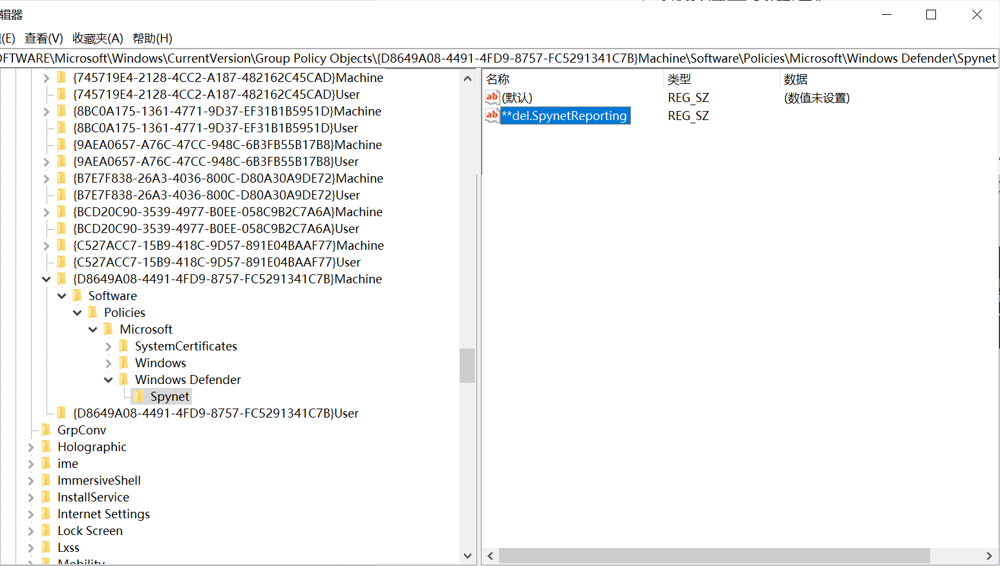 辑器
(E) 查看(V) 收藏夹(A) 帮助(H)
OFTWARE\Microsoft\Windows\CurrentVersion\Group Policy Objects\{D8649A08-4491-4FD9-8757-FC5291341C7B}Machine\Software\Policies\Microsoft\Windows Defender\Spynet
{745719E4-2128-4CC2-A187-482162C45CAD}Machine
{745719E4-2128-4CC2-A187-482162C45CAD}User
{8BC0A175-1361-4771-9D37-EF31B1B5951D}Machine
{8BC0A175-1361-4771-9D37-EF31B1B5951D}User
{9AEA0657-A76C-47CC-948C-6B3FB55B17B8}Machine
{9AEA0657-A76C-47CC-948C-6B3FB55B17B8}User
{B7E7F838-26A3-4036-800C-D80A30A9DE72}Machine
{B7E7F838-26A3-4036-800C-D80A30A9DE72}User
{BCD20C90-3539-4977-B0EE-058C9B2C7A6A}Machine
{BCD20C90-3539-4977-B0EE-058C9B2C7A6A}User
{C527ACC7-15B9-418C-9D57-891E04BAAF77}Machine
{C527ACC7-15B9-418C-9D57-891E04BAAF77}User
{D8649A08-4491-4FD9-8757-FC5291341C7B}Machine
Software
Policies
Microsoft
SystemCertificates
Windows
Windows Defender
Spynet
{D8649A08-4491-4FD9-8757-FC5291341C7B}User
GrpConv
Holographic
ime
ImmersiveShell
InstallService
Internet Settings
Lock Screen
Lxss
Mobility
名称 类型 数据
ab (默认) REG_SZ (数值未设置)
ab **del.SpynetReporting REG_SZ